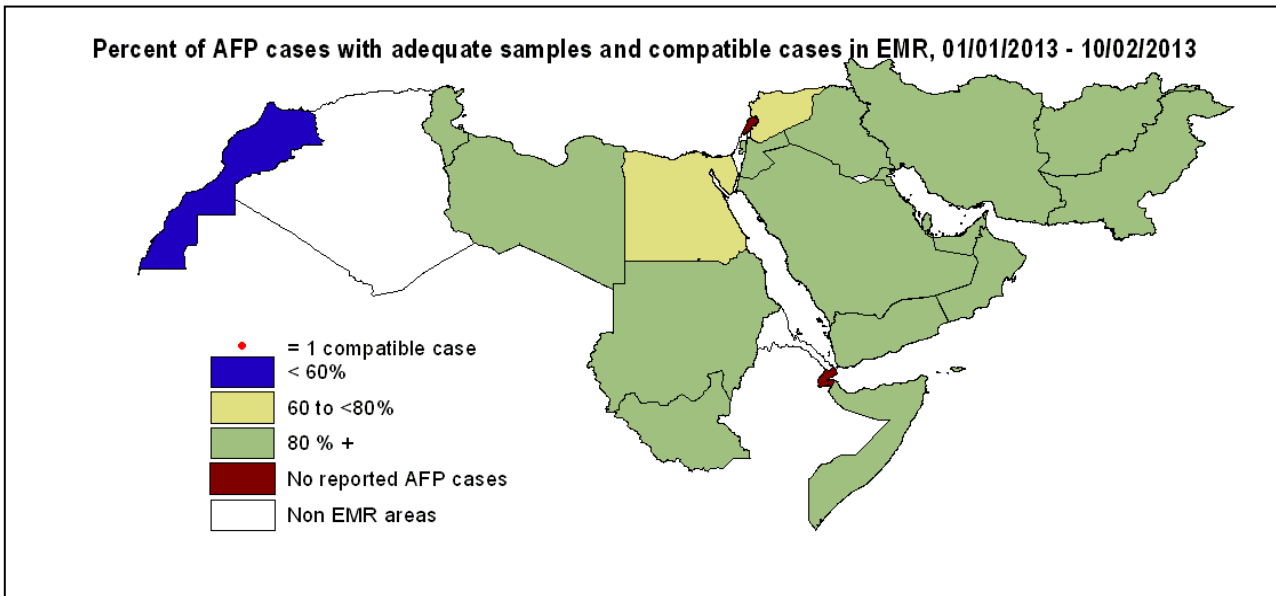 Percent of AFP cases with adequate samples and compatible cases in EMR, 01/01/2013 - 10/02/2013
= 1 compatible case
< 60%
60 to <80%
80 % +
No reported AFP cases
Non EMR areas